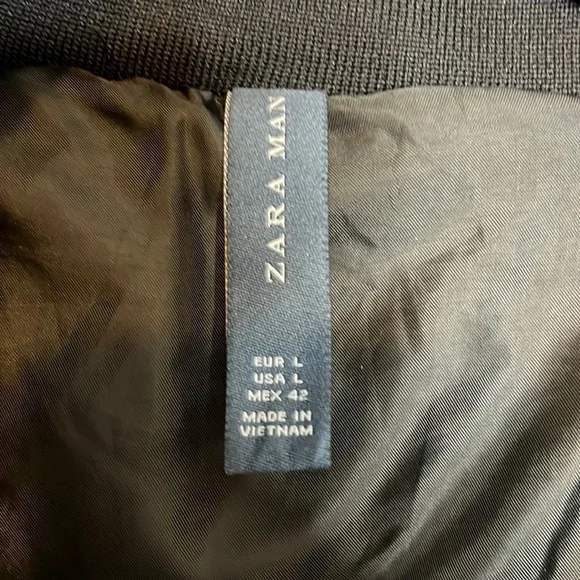 ZARA MAN
EUR L
USA L
MEX 42
MADE IN
VIETNAM